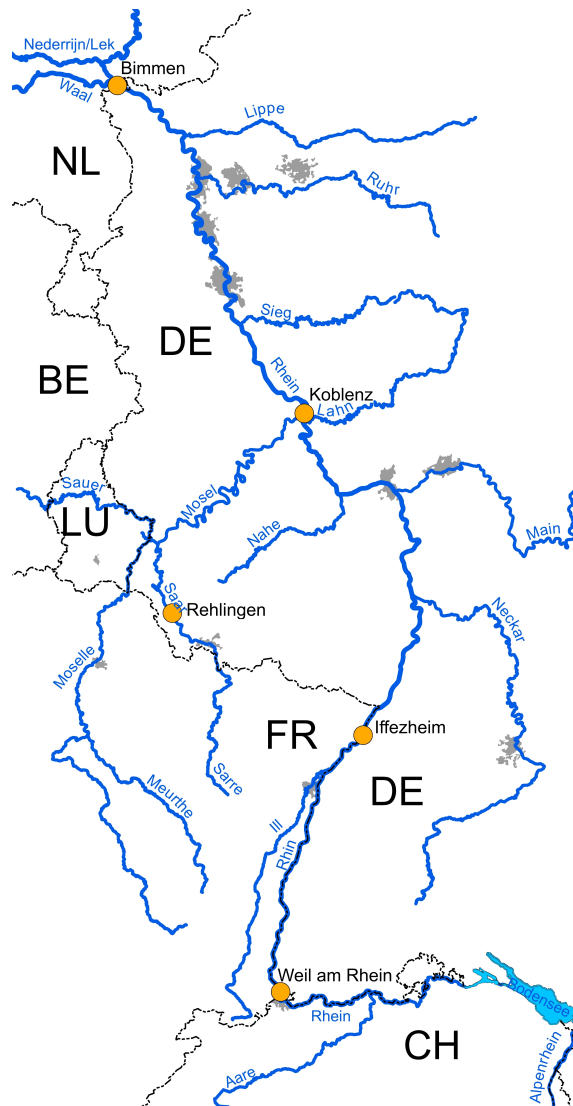 Nederrijn/Lek
Bimmen
Waal
Lippe
NL
Ruhr
Sieg
DE
Rhein
BE
Koblenz
Lahn
Sauer
Mosel
LU
Nahe
Main
Saar
Rehlingen
Neckar
Moselle
FR
Iffezheim
Sarre
DE
Meurthe
Ill
Rhin
Weil am Rhein
Bodensee
Rhein
CH
Aare
Alpenrhein